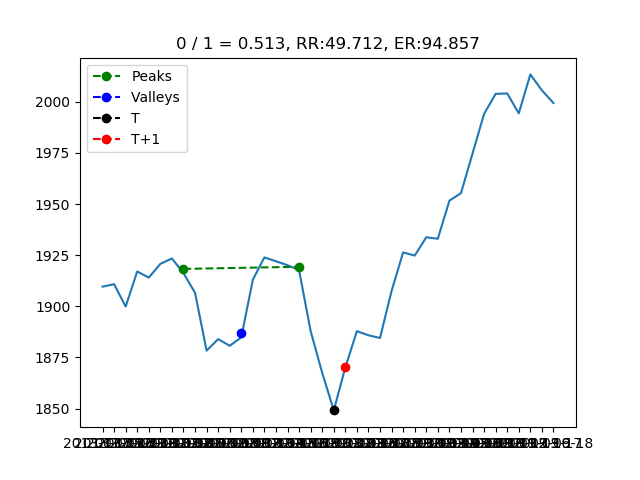 0 / 1 = 0.513, RR:49.712, ER:94.857
Peaks
Valleys
T
T+1
2000
1975
1950
1925
1900
1875
1850